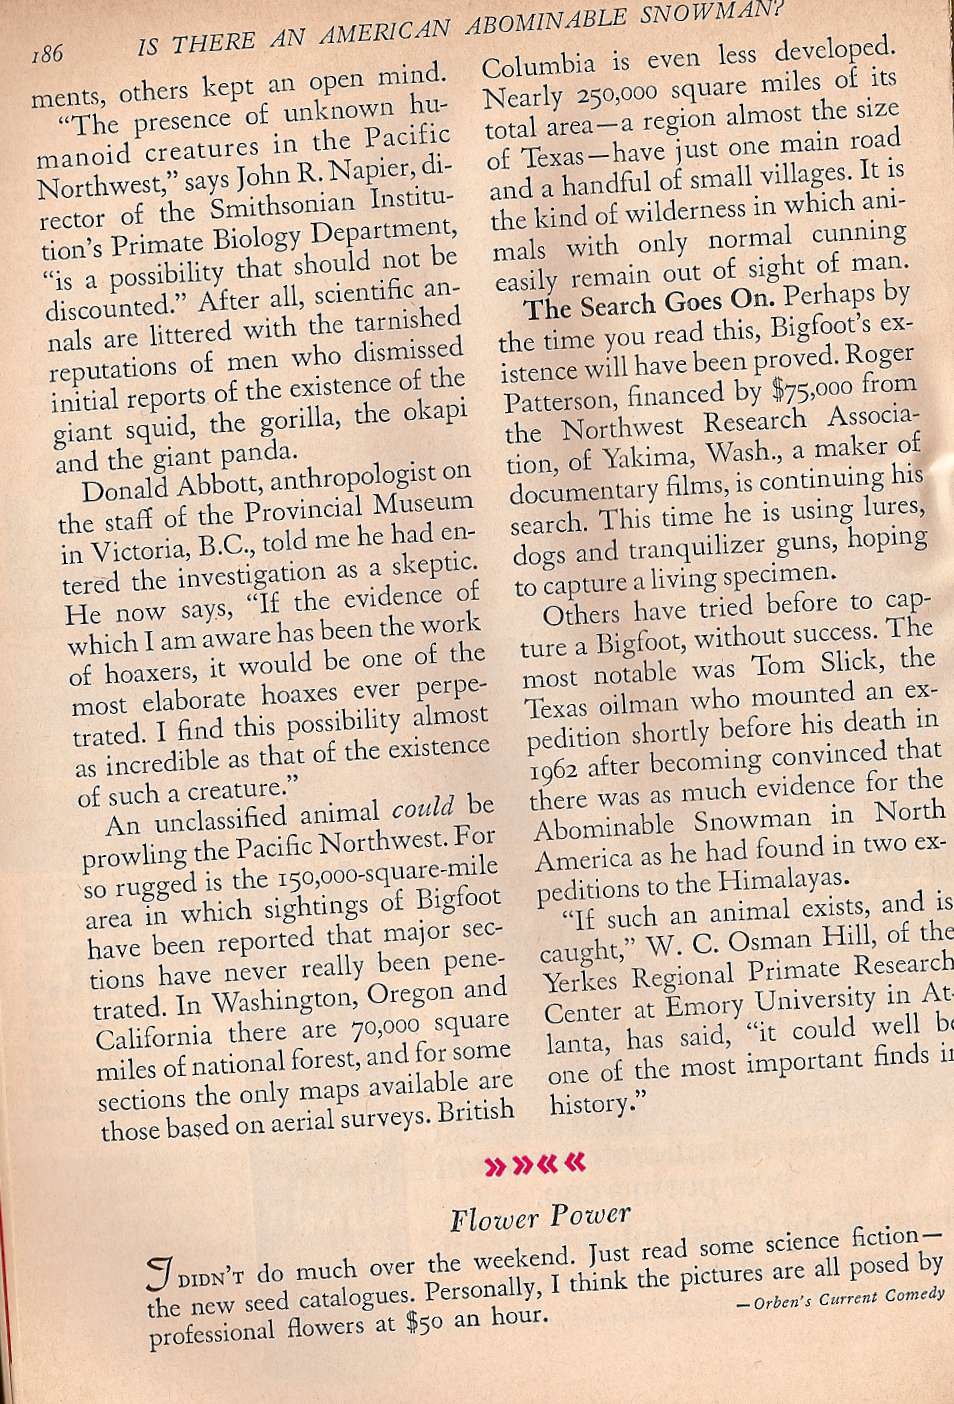 186 IS THERE AN AMERICAN ABOMINABLE SNOWMAN?
ments, others kept an open mind.
“The presence of unknown hu-
manoid creatures in the Pacific
Northwest,” says John R. Napier, di-
rector of the Smithsonian Institu-
tion’s Primate Biology Department,
“is a possibility that should not be
discounted.” After all, scientific an-
nals are littered with the tarnished
reputations of men who dismissed
initial reports of the existence of the
giant squid, the gorilla, the okapi
and the giant panda.
Donald Abbott, anthropologist on
the staff of the Provincial Museum
in Victoria, B.C., told me he had en-
tered the investigation as a skeptic.
He now says, “If the evidence of
which I am aware has been the work
of hoaxers, it would be one of the
most elaborate hoaxes ever perpe-
trated. I find this possibility almost
as incredible as that of the existence
of such a creature.”
An unclassified animal could be
prowling the Pacific Northwest. For
so rugged is the 150,000-square-mile
area in which sightings of Bigfoot
have been reported that major sec-
tions have never really been pene-
trated. In Washington, Oregon and
California there are 70,000 square
miles of national forest, and for some
sections the only maps available are
those based on aerial surveys. British
Columbia is even less developed.
Nearly 250,000 square miles of its
total area—a region almost the size
of Texas—have just one main road
and a handful of small villages. It is
the kind of wilderness in which ani-
mals with only normal cunning
easily remain out of sight of man.
The Search Goes On. Perhaps by
the time you read this, Bigfoot’s ex-
istence will have been proved. Roger
Patterson, financed by $75,000 from
the Northwest Research Associa-
tion, of Yakima, Wash., a maker of
documentary films, is continuing his
search. This time he is using lures,
dogs and tranquilizer guns, hoping
to capture a living specimen.
Others have tried before to cap-
ture a Bigfoot, without success. The
most notable was Tom Slick, the
Texas oilman who mounted an ex-
pedition shortly before his death in
1962 after becoming convinced that
there was as much evidence for the
Abominable Snowman in North
America as he had found in two ex-
peditions to the Himalayas.
“If such an animal exists, and is
caught,” W. C. Osman Hill, of the
Yerkes Regional Primate Research
Center at Emory University in At-
lanta, has said, “it could well be
one of the most important finds in
history.”
»»««
Flower Power
I DIDN’T do much over the weekend. Just read some science fiction—
the new seed catalogues. Personally, I think the pictures are all posed by
professional flowers at $50 an hour.
—Orben’s Current Comedy